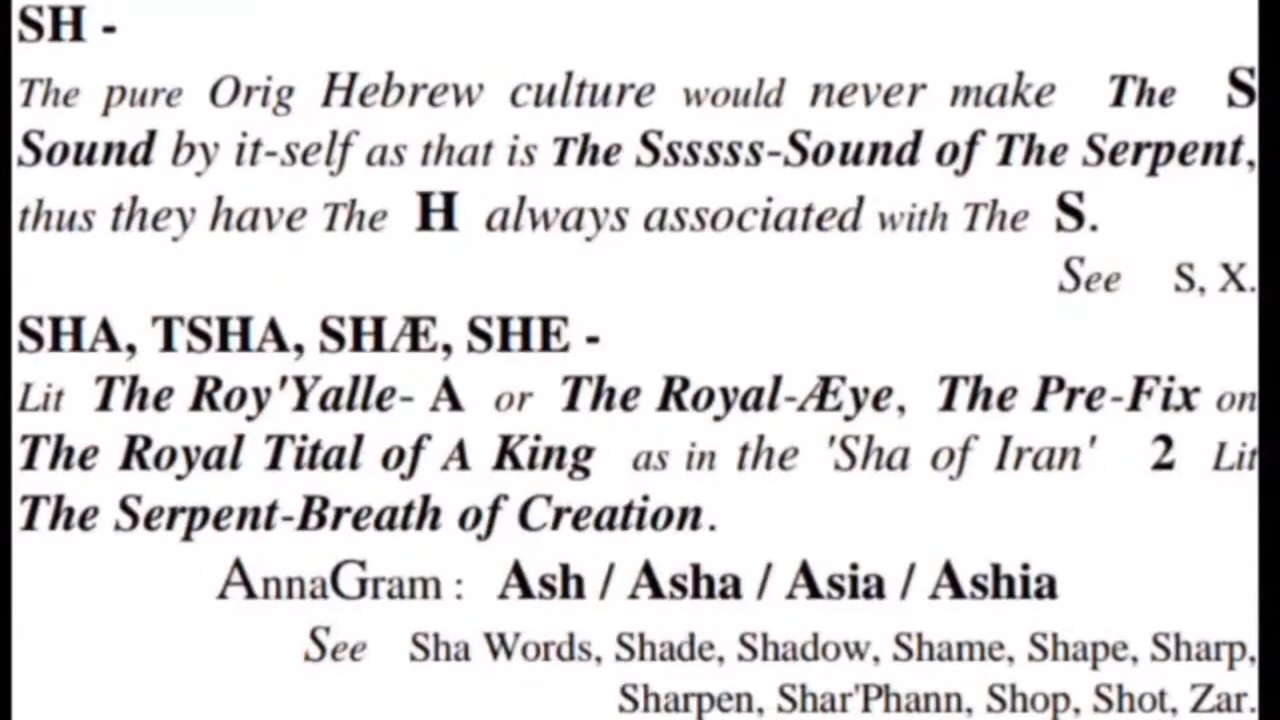 SH -
The pure Orig Hebrew culture would never make The S
Sound by it-self as that is The Ssssss-Sound of The Serpent,
thus they have The H always associated with The S.
See S, X.
SHA, TSHA, SHÆ, SHE -
Lit The Roy'Yalle- A or The Royal-Æye, The Pre-Fix on
The Royal Tital of A King as in the 'Sha of Iran' 2 Lit
The Serpent-Breath of Creation.
AnnaGram : Ash / Asha / Asia / Ashia
See Sha Words, Shade, Shadow, Shame, Shape, Sharp,
Sharpen, Shar'Phann, Shop, Shot, Zar.